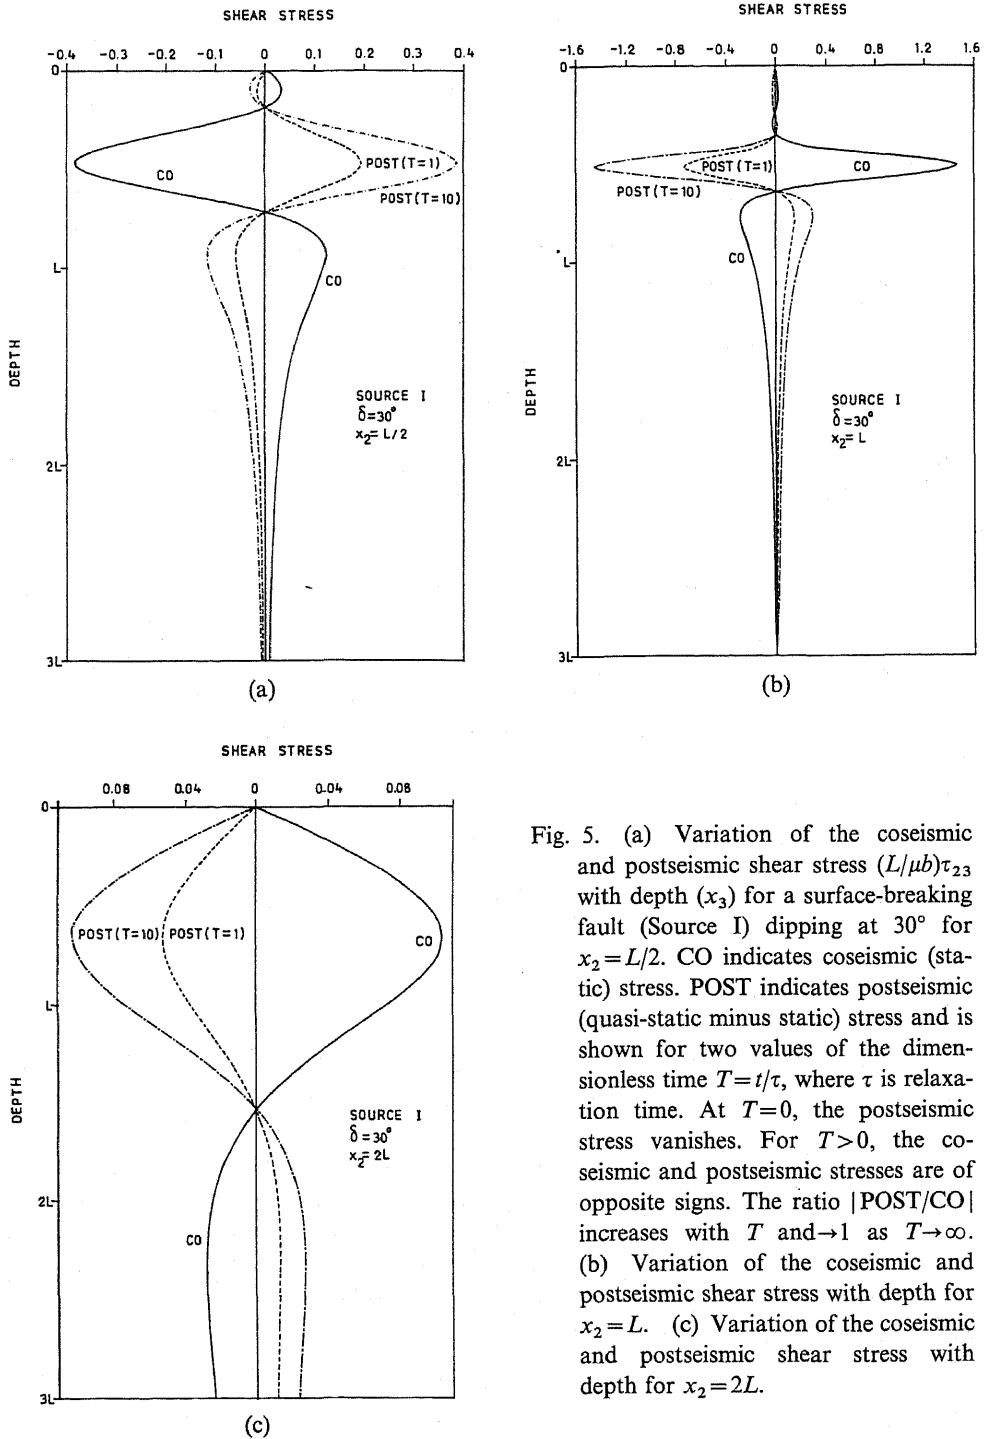 SHEAR STRESS
-0.4 -0.3 -0.2 -0.1 0 0.1 0.2 0.3 0.4
0
POST(T=1)
CO
POST(T=10)
L
CO
DEPTH
SOURCE I
δ=30°
x₂= L/2
2L
3L
(a)
SHEAR STRESS
-1.6 -1.2 -0.8 -0.4 0 0.4 0.8 1.2 1.6
0
POST(T=1)
CO
POST(T=10)
CO
L
DEPTH
SOURCE I
δ=30°
x₂= L
2L
3L
(b)
SHEAR STRESS
0.08 0.04 0 0.04 0.08
0
POST(T=10) POST(T=1)
CO
L
DEPTH
SOURCE I
δ=30°
x₂= 2L
2L
CO
3L
(c)
Fig. 5. (a) Variation of the coseismic
and postseismic shear stress (L/μb)τ₂₃
with depth (x₃) for a surface-breaking
fault (Source I) dipping at 30° for
x₂=L/2. CO indicates coseismic (sta-
tic) stress. POST indicates postseismic
(quasi-static minus static) stress and is
shown for two values of the dimen-
sionless time T=t/τ, where τ is relaxa-
tion time. At T=0, the postseismic
stress vanishes. For T>0, the co-
seismic and postseismic stresses are of
opposite signs. The ratio |POST/CO|
increases with T and→1 as T→∞.
(b) Variation of the coseismic and
postseismic shear stress with depth for
x₂=L. (c) Variation of the coseismic
and postseismic shear stress with
depth for x₂=2L.